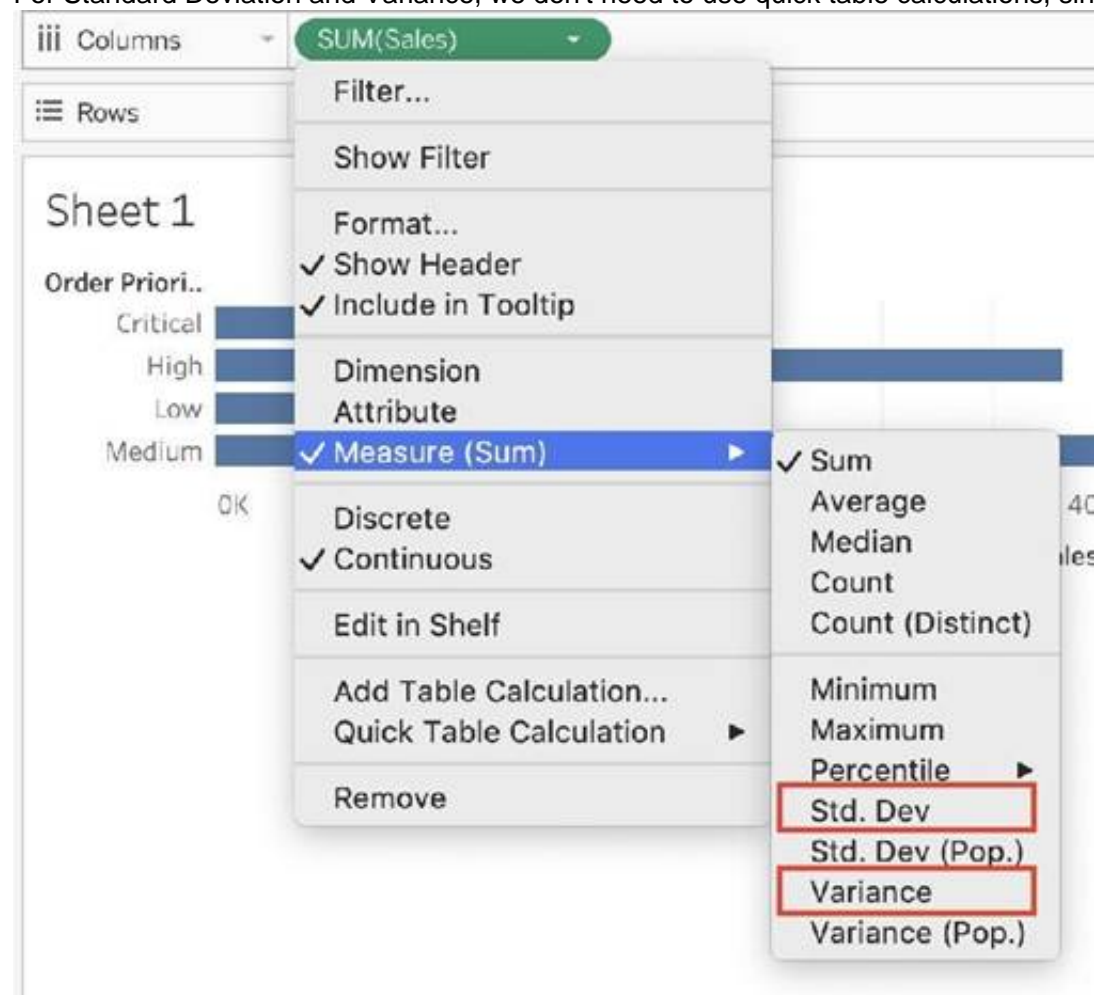 For Standard Deviation and Variance, we don't need to use quick table calculations, sin
Columns SUM(Sales)
Filter...
Rows
Show Filter
Sheet 1
Format...
Show Header
Order Priori..
Include in Tooltip
Critical
High
Dimension
Low
Attribute
Medium
Measure (Sum)
Sum
0K
Average
40
Discrete
Median
les
Continuous
Count
Edit in Shelf
Count (Distinct)
Add Table Calculation...
Minimum
Quick Table Calculation
Maximum
Percentile
Remove
Std. Dev
Std. Dev (Pop.)
Variance
Variance (Pop.)